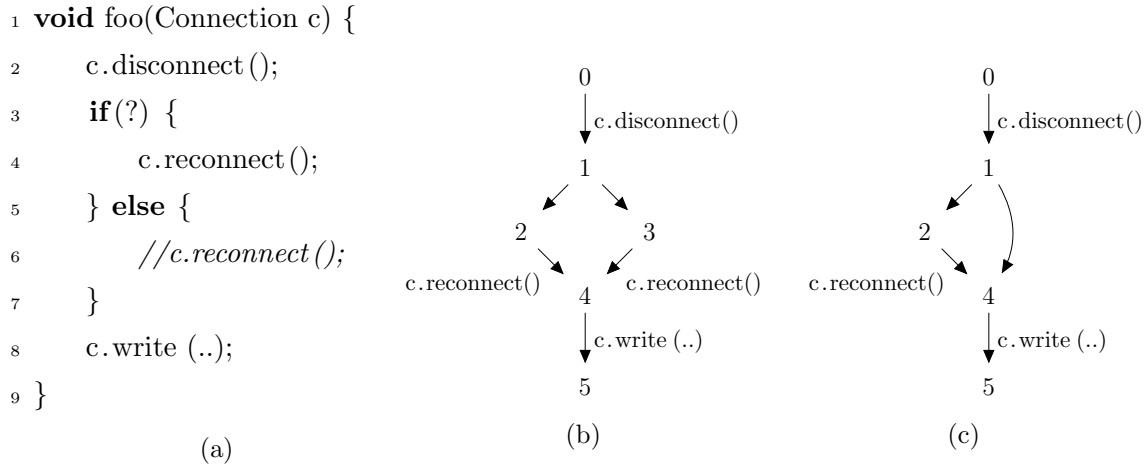 1 void foo(Connection c) {
2 c.disconnect();
3 if(?) {
4 c.reconnect();
5 } else {
6 //c.reconnect();
7 }
8 c.write (..);
9 }
(a)
0
c.disconnect()
1
2 3
c.reconnect() c.reconnect()
4
c.write (..)
5
(b)
0
c.disconnect()
1
2
c.reconnect()
4
c.write (..)
5
(c)